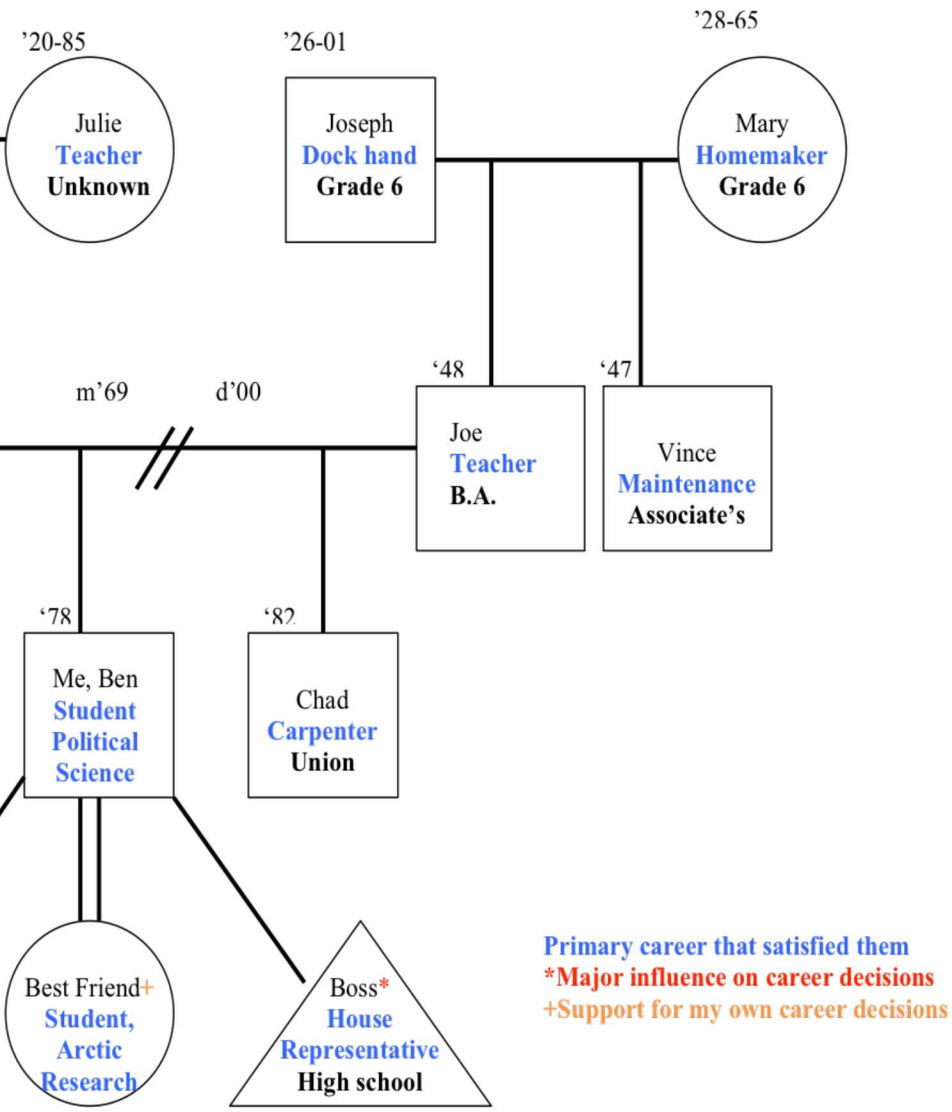 ’20-85
’26-01
’28-65
Julie
Teacher
Unknown
Joseph
Dock hand
Grade 6
Mary
Homemaker
Grade 6
m’69
d’00
‘48
‘47
Joe
Teacher
B.A.
Vince
Maintenance
Associate’s
‘78
‘82
Me, Ben
Student
Political
Science
Chad
Carpenter
Union
Best Friend+
Student,
Arctic
Research
Boss*
House
Representative
High school
Primary career that satisfied them
*Major influence on career decisions
+Support for my own career decisions